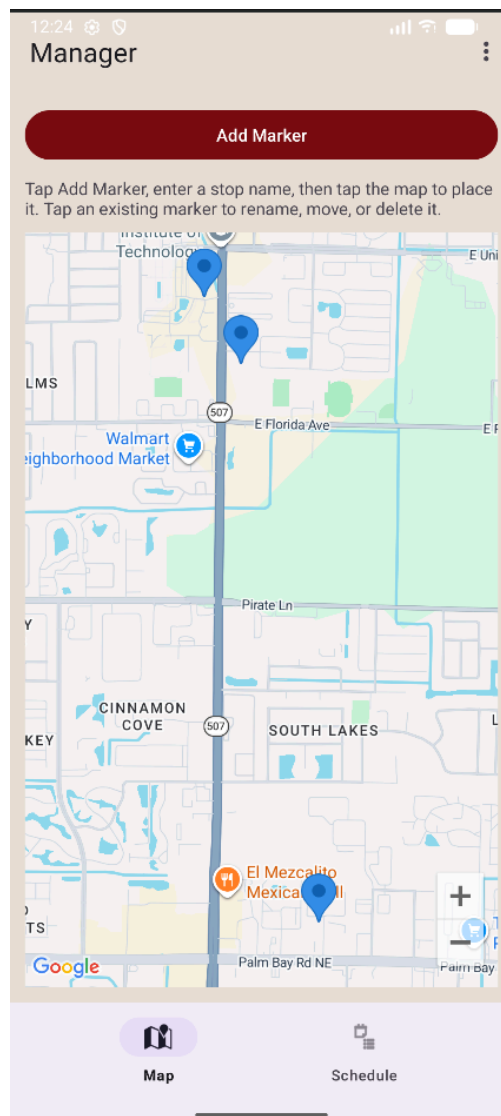 12:24
Manager
Add Marker
Tap Add Marker, enter a stop name, then tap the map to place
it. Tap an existing marker to rename, move, or delete it.
Institute of
Technology
E Uni
LMS
507
E Florida Ave
E F
Walmart
eighborhood Market
Pirate Ln
Y
CINNAMON
COVE
507
SOUTH LAKES
L
KEY
El Mezcalito
Mexica ll
TS
+
−
T
Google
Palm Bay Rd NE
Palm Bay
Map
Schedule